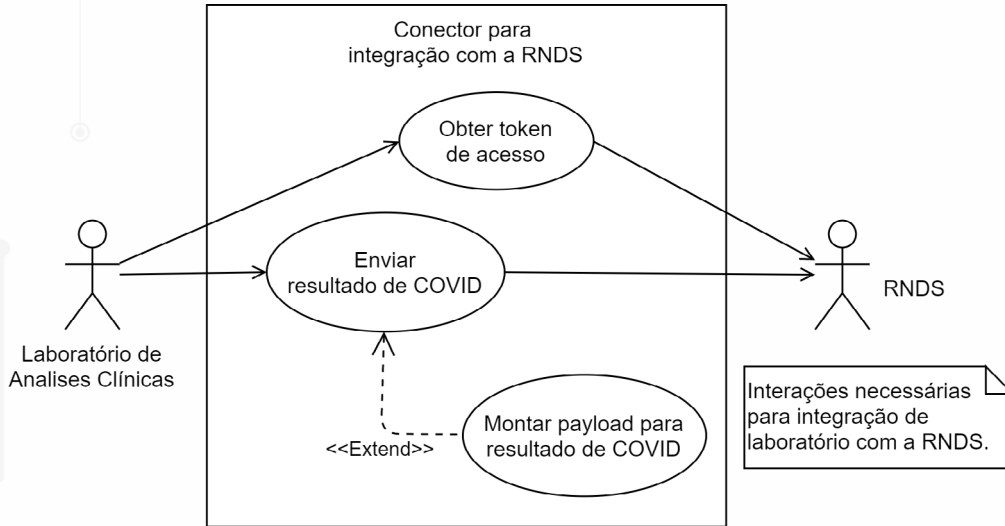 Conector para
integração com a RNDS
Obter token
de acesso
Enviar
resultado de COVID
RNDS
Laboratório de
Analises Clínicas
Montar payload para
resultado de COVID
<<Extend>>
Interações necessárias
para integração de
laboratório com a RNDS.